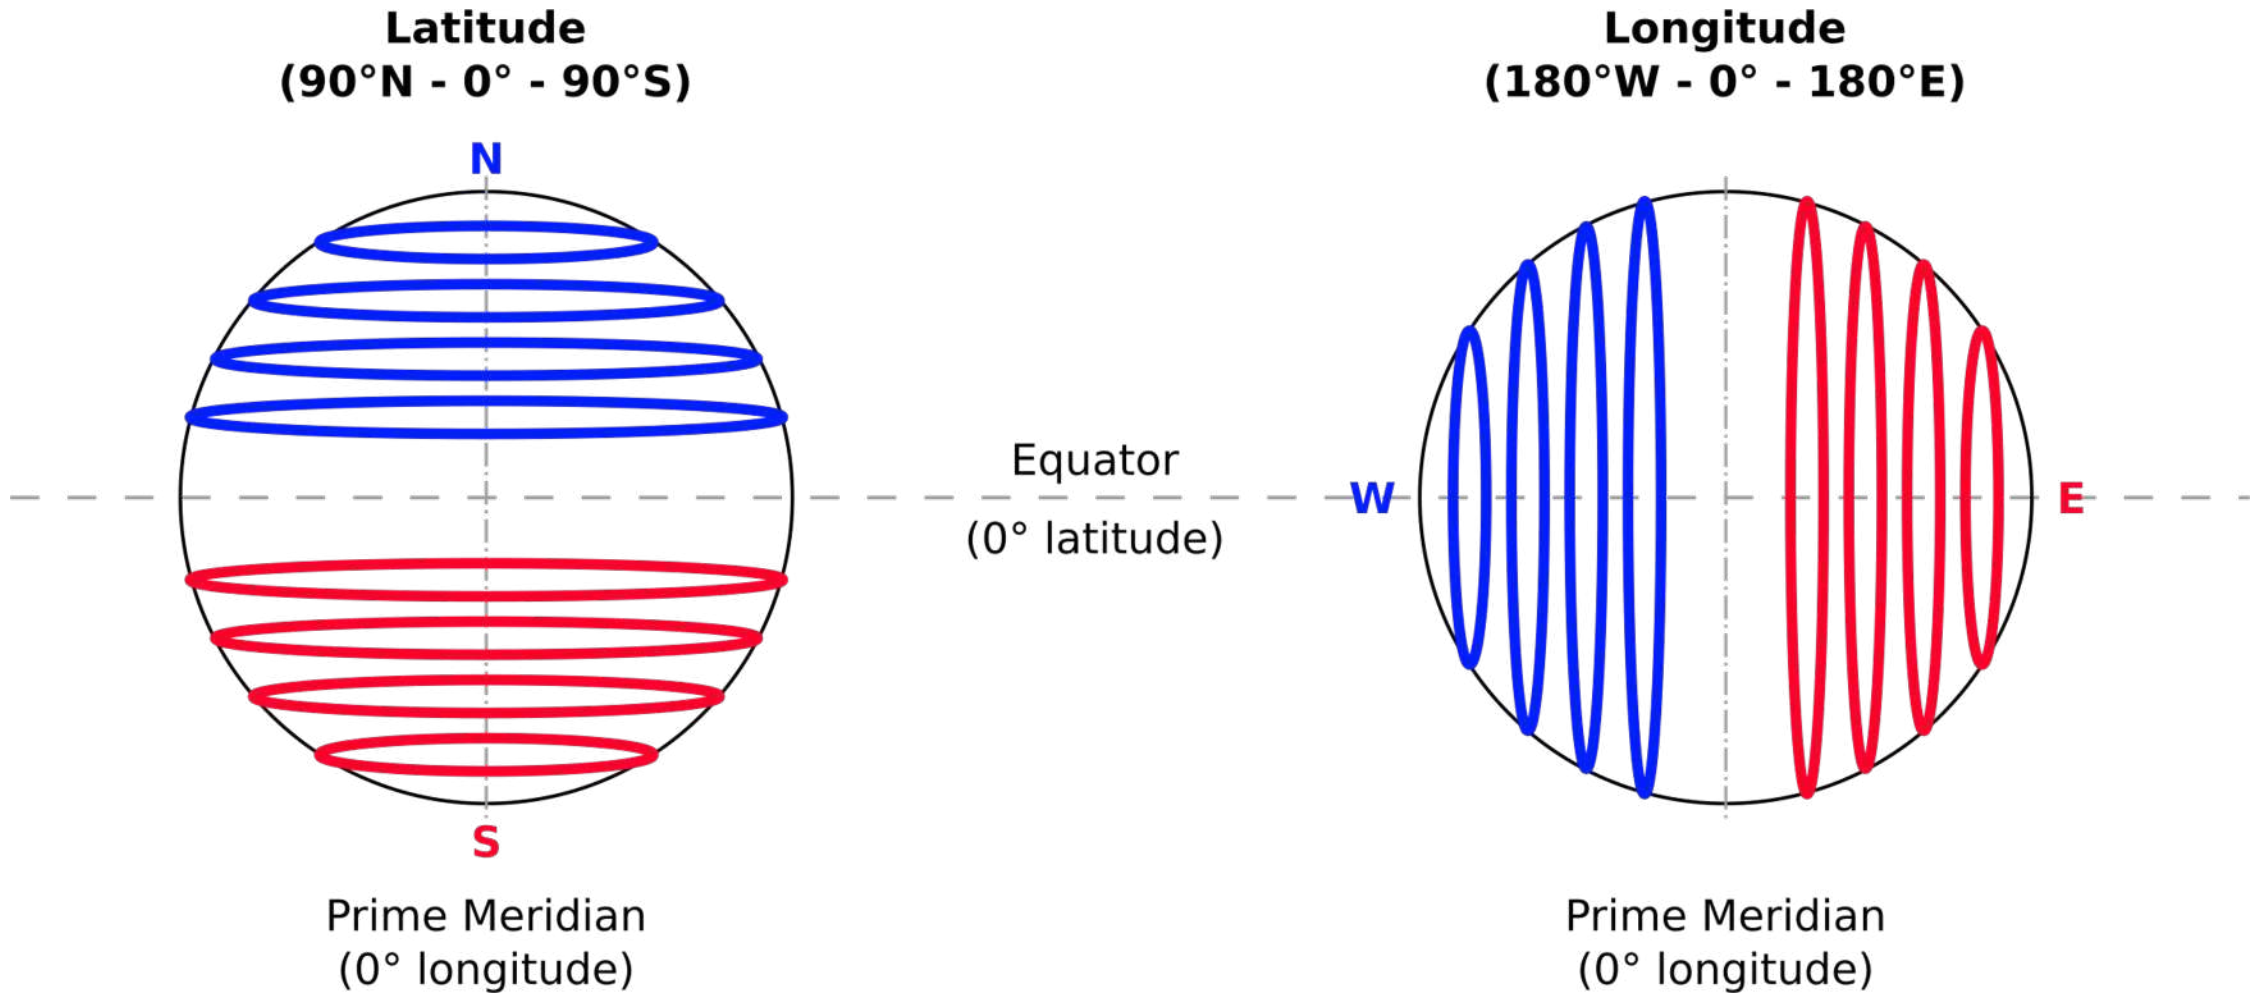 Latitude
(90°N - 0° - 90°S)
N
S
Prime Meridian
(0° longitude)
Equator
(0° latitude)
Longitude
(180°W - 0° - 180°E)
W
E
Prime Meridian
(0° longitude)